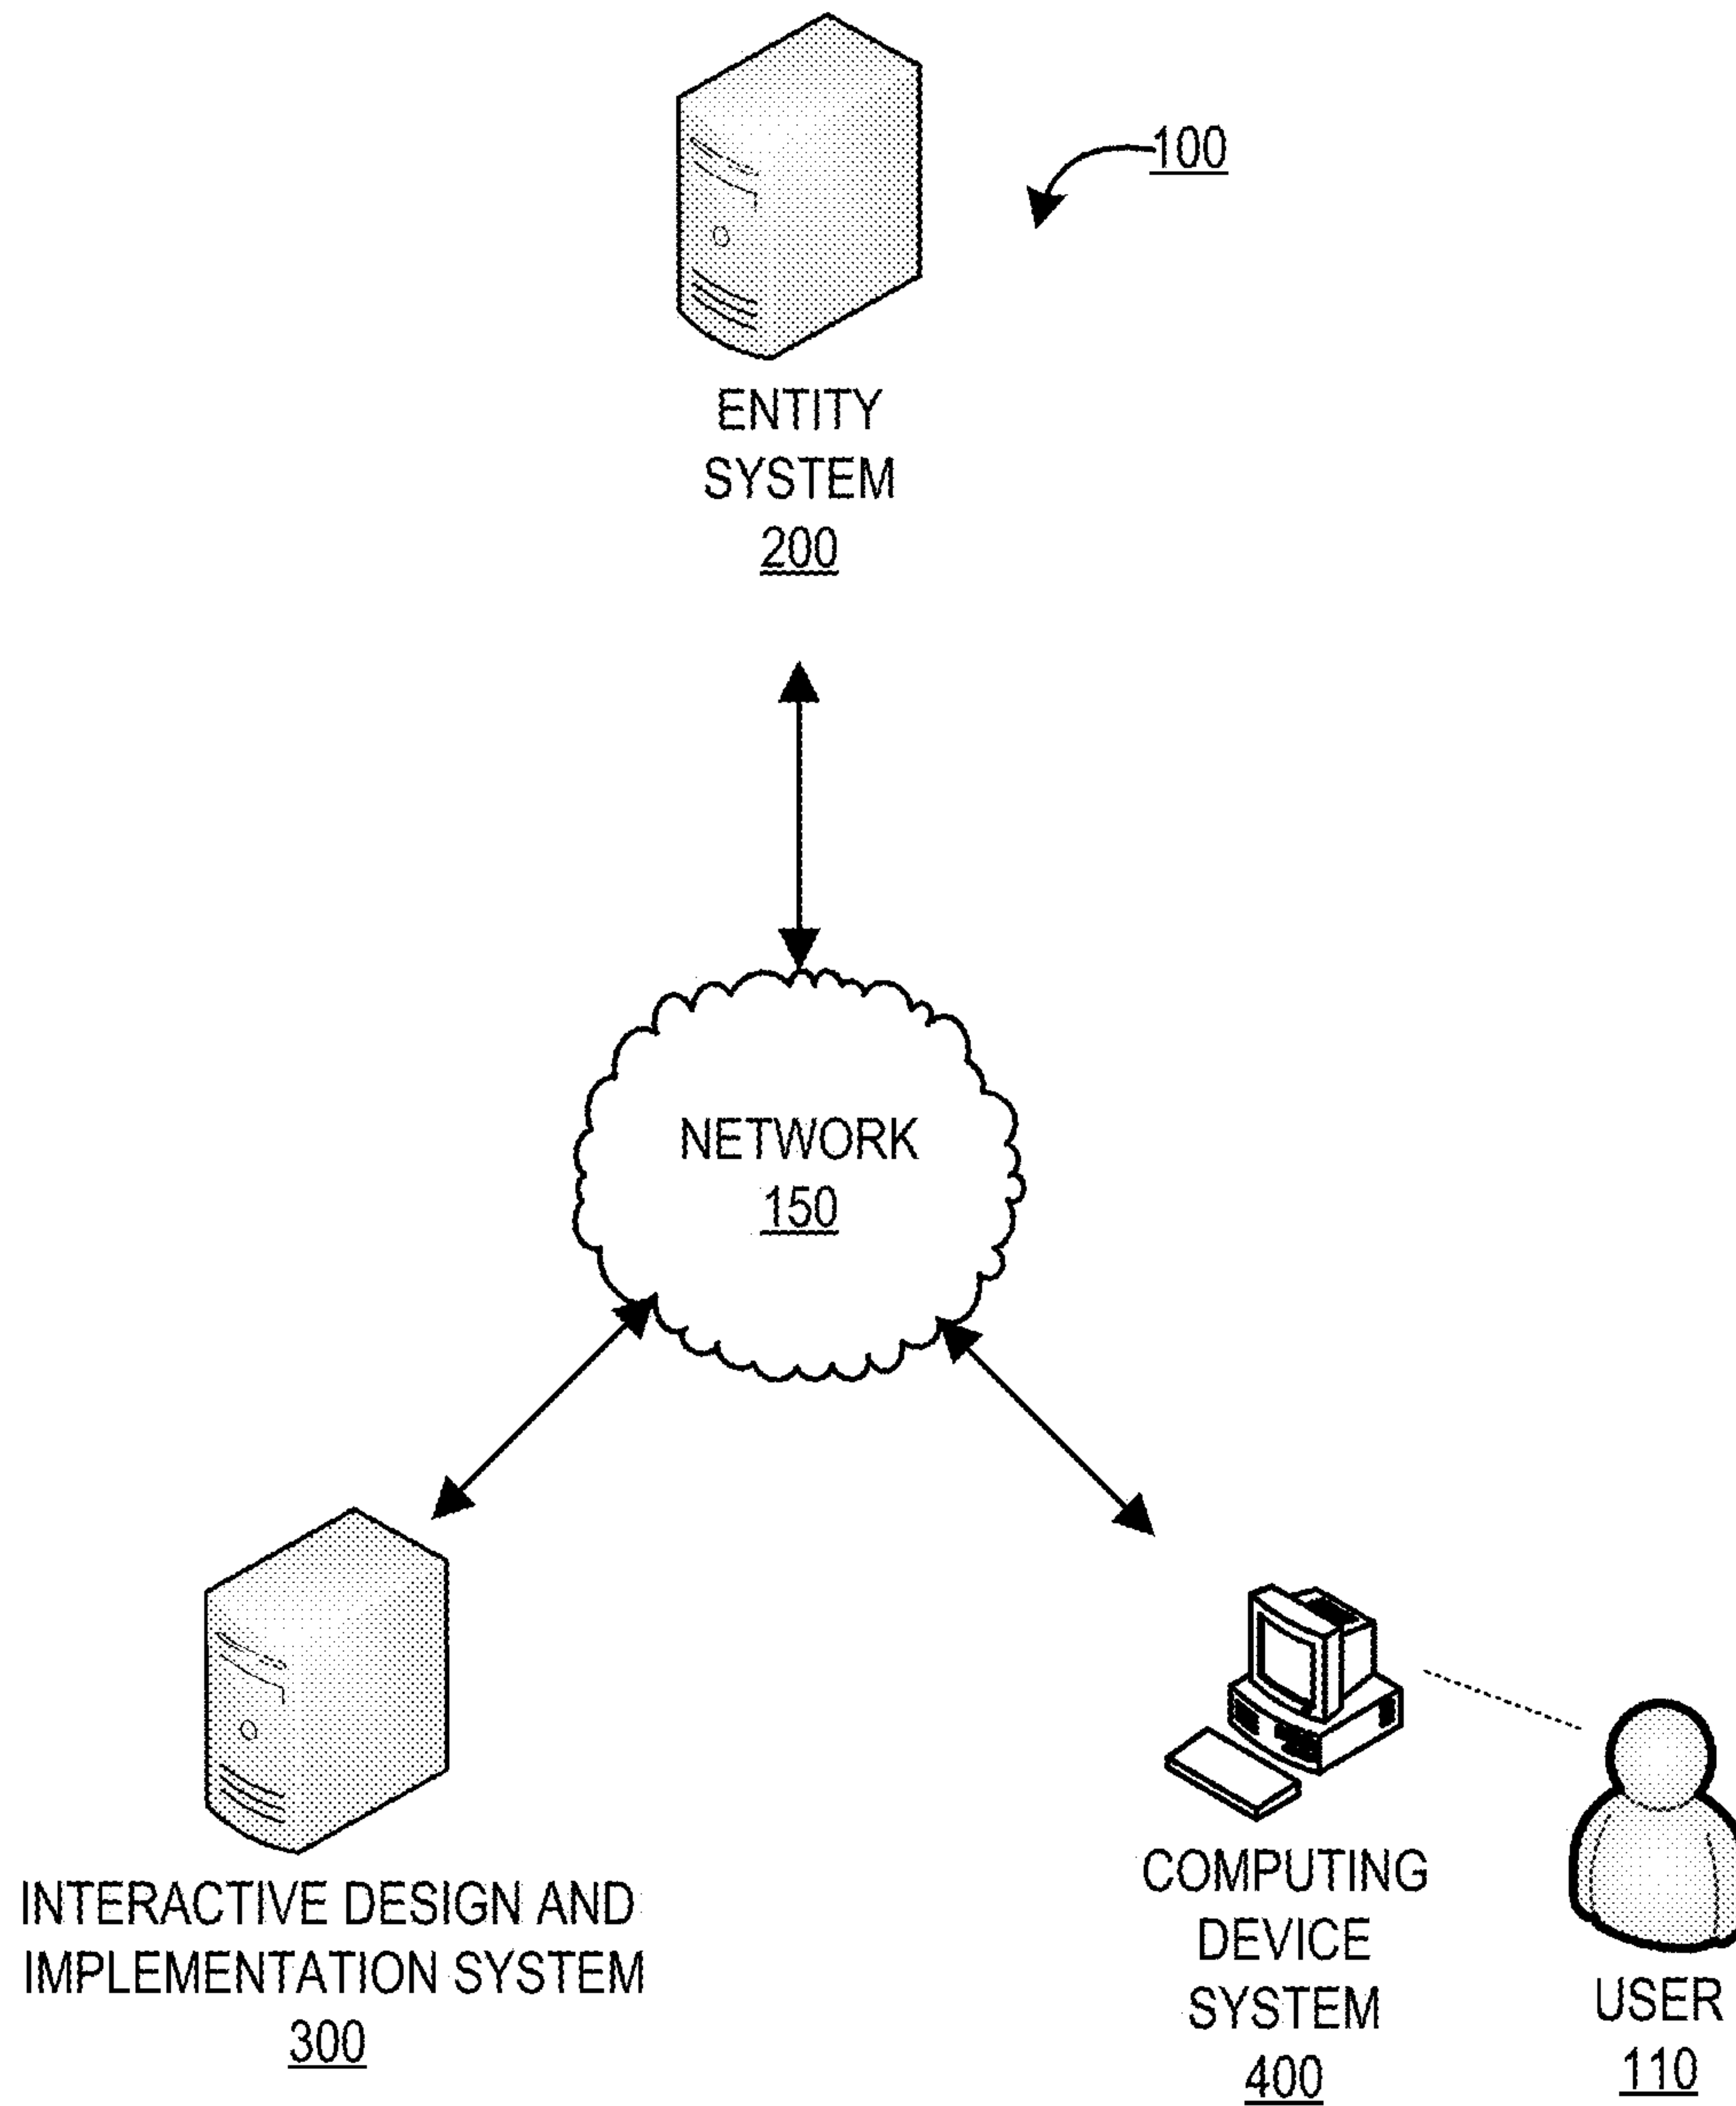 100
ENTITY
SYSTEM
200
NETWORK
150
INTERACTIVE DESIGN AND
IMPLEMENTATION SYSTEM
300
COMPUTING
DEVICE
SYSTEM
400
USER
110